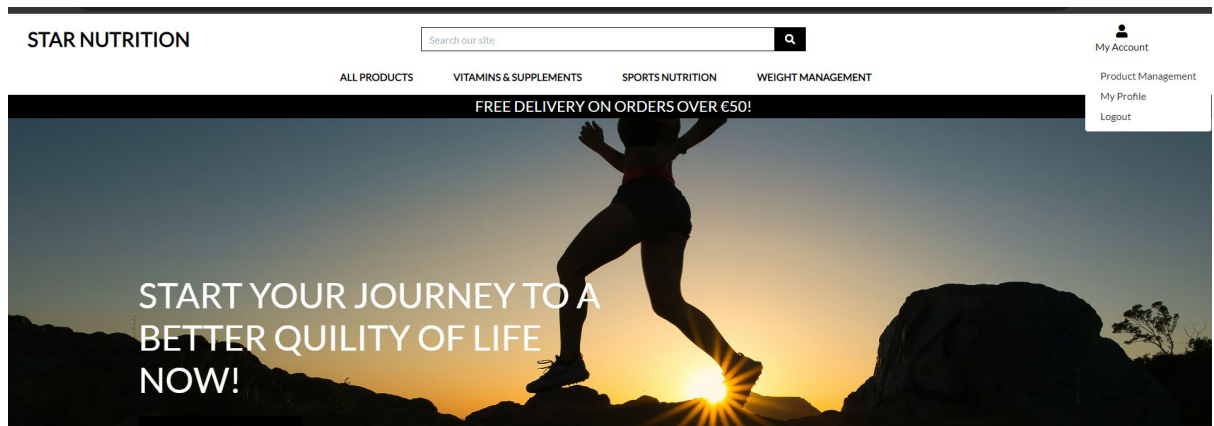 STAR NUTRITION
Search our site
My Account
ALL PRODUCTS VITAMINS & SUPPLEMENTS SPORTS NUTRITION WEIGHT MANAGEMENT
Product Management
My Profile
Logout
FREE DELIVERY ON ORDERS OVER €50!
START YOUR JOURNEY TO A
BETTER QUILITY OF LIFE
NOW!